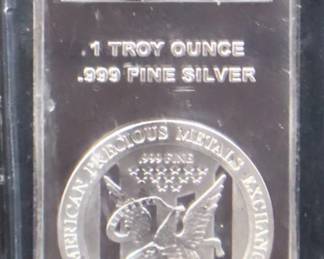 1 TROY OUNCE
.999 FINE SILVER
AMERICAN PRECIOUS METALS EXCHANGE
.999 FINE